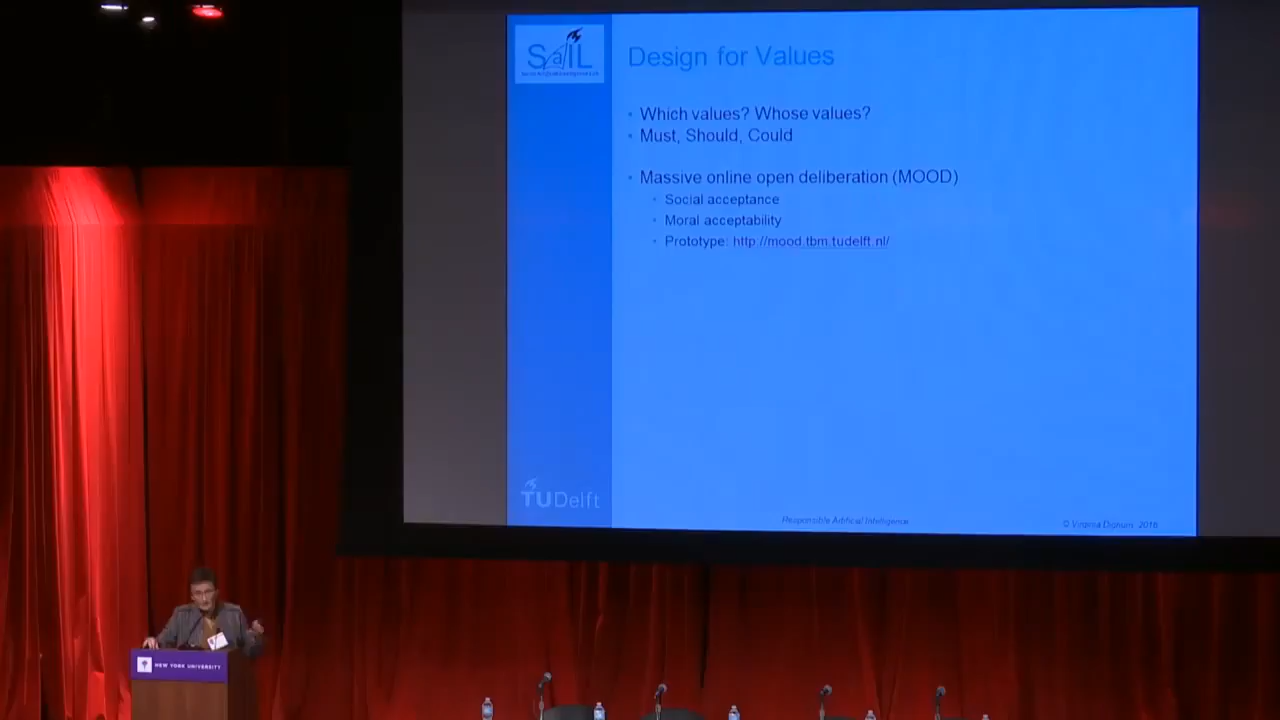 SaIL
Design for Values
Which values? Whose values?
Must, Should, Could
Massive online open deliberation (MOOD)
Social acceptance
Moral acceptability
Prototype: http://mood.tbm.tudelft.nl/
TU Delft
Responsible Artificial Intelligence
© Virginia Dignum 2016
NEW YORK UNIVERSITY